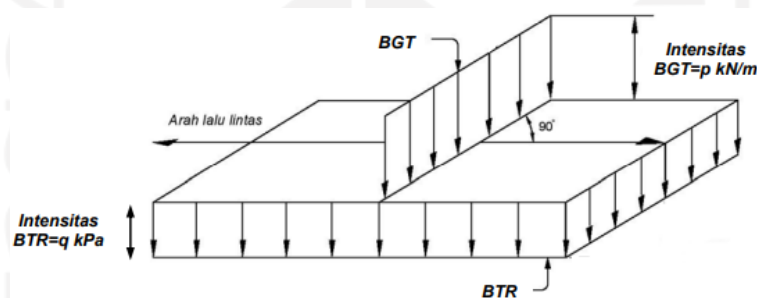 BGT
Intensitas
BGT=p kN/m
Arah lalu lintas
90°
Intensitas
BTR=q kPa
BTR